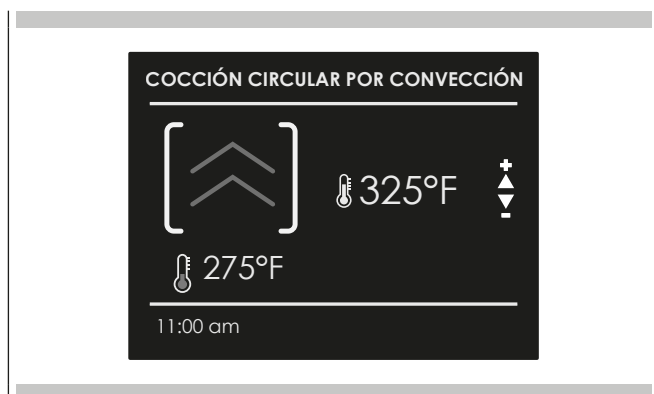 COCCIÓN CIRCULAR POR CONVECCIÓN
325°F
+
-
275°F
11:00 am